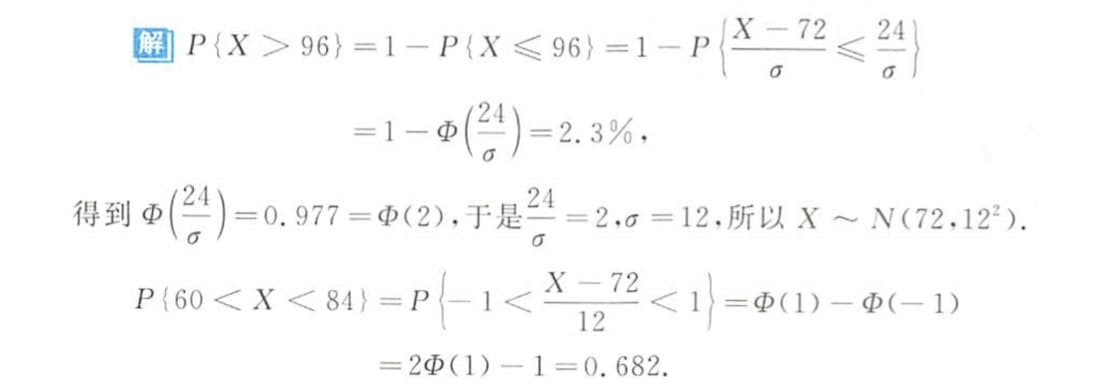 解 P{X > 96} = 1 − P{X ≤ 96} = 1 − P{(X − 72)/σ ≤ 24/σ}
= 1 − Φ(24/σ) = 2.3%,
得到 Φ(24/σ) = 0.977 = Φ(2),于是 24/σ = 2,σ = 12,所以 X ~ N(72,12²).
P{60 < X < 84} = P{−1 < (X − 72)/12 < 1} = Φ(1) − Φ(−1)
= 2Φ(1) − 1 = 0.682.